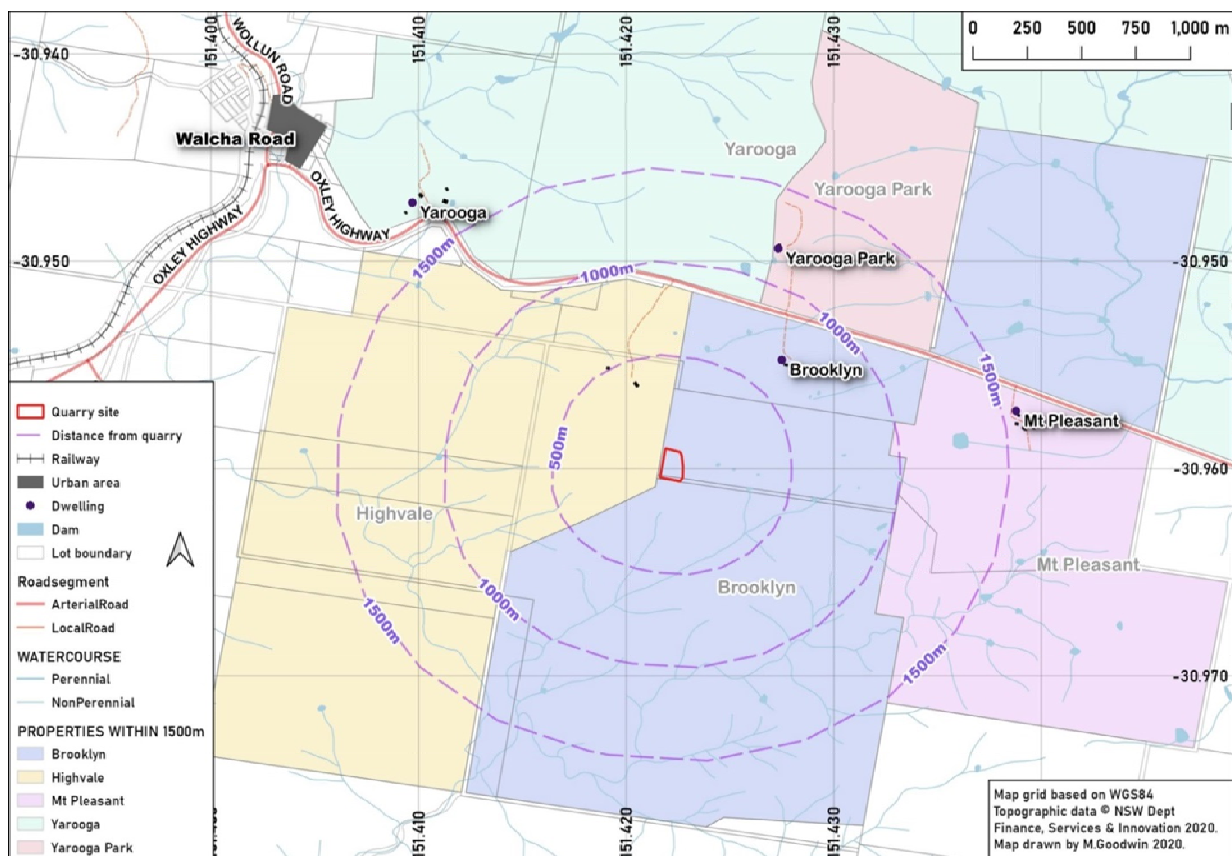 151.400
151.410
151.420
151.430
0 250 500 750 1,000 m
-30.940
-30.940
WOLLUN ROAD
Walcha Road
Yarooga
Yarooga Park
OXLEY HIGHWAY
Yarooga
OXLEY HIGHWAY
1500m
-30.950
-30.950
1000m
Yarooga Park
1000m
Brooklyn
1500m
Mt Pleasant
500m
-30.960
Highvale
Mt Pleasant
Brooklyn
1000m
1500m
1500m
-30.970
Quarry site
Distance from quarry
Railway
Urban area
Dwelling
Dam
Lot boundary
Roadsegment
ArterialRoad
LocalRoad
WATERCOURSE
Perennial
NonPerennial
PROPERTIES WITHIN 1500m
Brooklyn
Highvale
Mt Pleasant
Yarooga
Yarooga Park
151.410
151.420
151.430
Map grid based on WGS84
Topographic data © NSW Dept
Finance, Services & Innovation 2020.
Map drawn by M.Goodwin 2020.